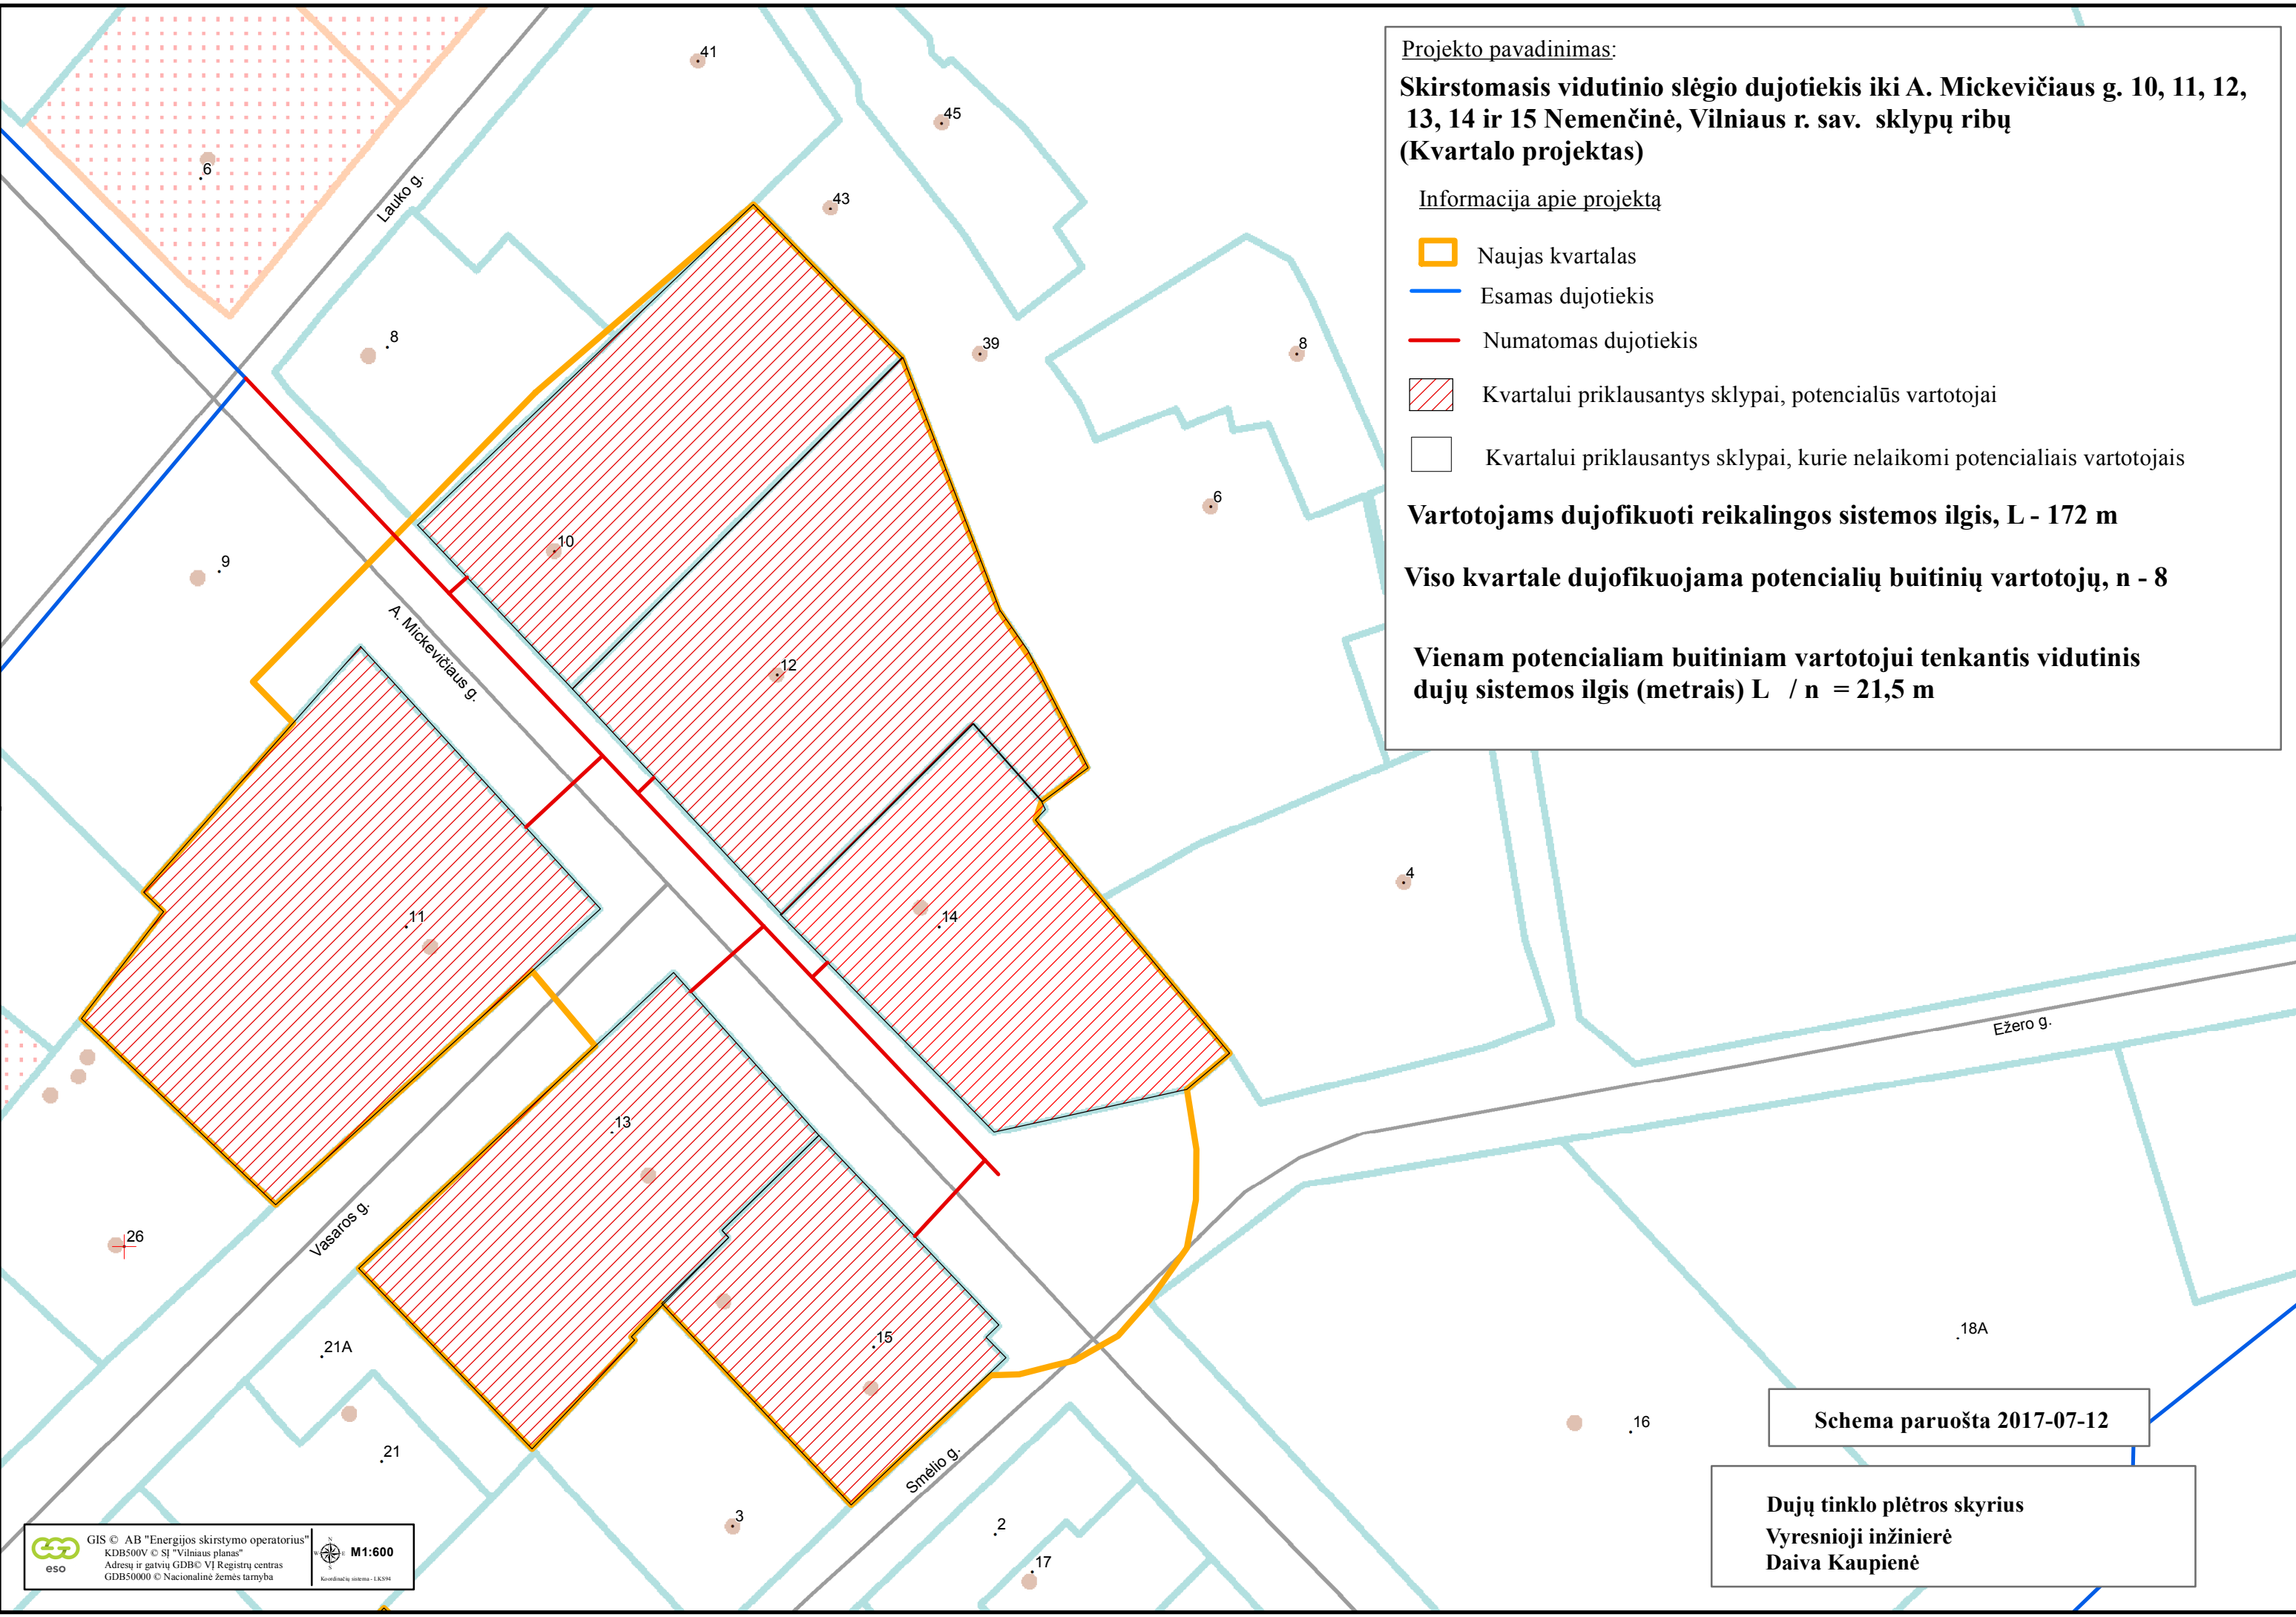 Projekto pavadinimas:
Skirstomasis vidutinio slėgio dujotiekis iki A. Mickevičiaus g. 10, 11, 12,
13, 14 ir 15 Nemenčinė, Vilniaus r. sav. sklypų ribų
(Kvartalo projektas)
Informacija apie projektą
Naujas kvartalas
Esamas dujotiekis
Numatomas dujotiekis
Kvartalui priklausantys sklypai, potencialūs vartotojai
Kvartalui priklausantys sklypai, kurie nelaikomi potencialiais vartotojais
Vartotojams dujofikuoti reikalingos sistemos ilgis, L - 172 m
Viso kvartale dujofikuojama potencialių buitinių vartotojų, n - 8
Vienam potencialiam buitiniam vartotojui tenkantis vidutinis
dujų sistemos ilgis (metrais) L / n = 21,5 m
41
45
6
43
Lauko g.
8
39
8
6
10
9
A. Mickevičiaus g.
12
4
11
14
Ežero g.
13
Vasaros g.
26
15
21A
18A
21
16
Smėlio g.
3
2
17
Schema paruošta 2017-07-12
Dujų tinklo plėtros skyrius
Vyresnioji inžinierė
Daiva Kaupienė
eso
GIS © AB "Energijos skirstymo operatorius"
KDB500V © SĮ "Vilniaus planas"
Adresų ir gatvių GDB© VĮ Registrų centras
GDB50000 © Nacionalinė žemės tarnyba
N
W
E
S
M1:600
Koordinačių sistema - LKS94